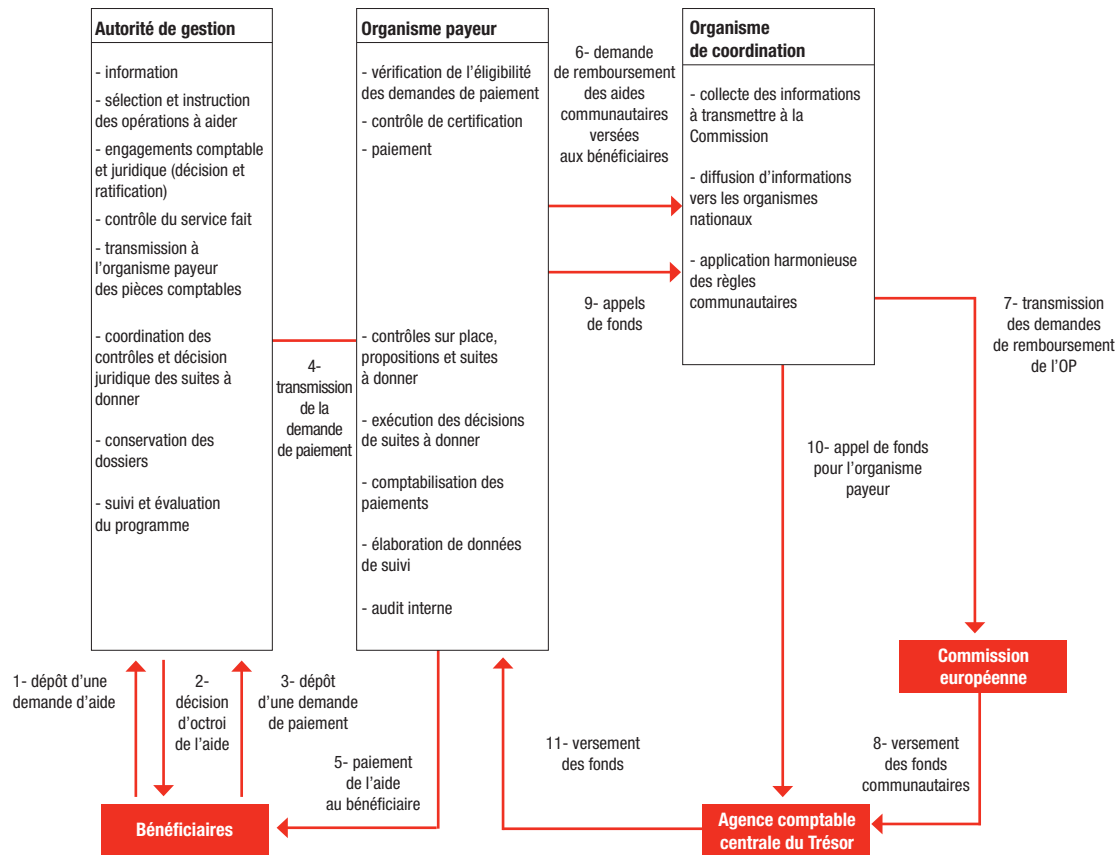 Autorité de gestion
- information
- sélection et instruction
des opérations à aider
- engagements comptable
et juridique (décision et
ratification)
- contrôle du service fait
- transmission à
l'organisme payeur
des pièces comptables
- coordination des
contrôles et décision
juridique des suites à
donner
- conservation des
dossiers
- suivi et évaluation
du programme
4-
transmission
de la
demande
de paiement
Organisme payeur
- vérification de l'éligibilité
des demandes de paiement
- contrôle de certification
- paiement
- contrôles sur place,
propositions et suites
à donner
- exécution des décisions
de suites à donner
- comptabilisation des
paiements
- élaboration de données
de suivi
- audit interne
6- demande
de remboursement
des aides
communautaires
versées
aux bénéficiaires
9- appels
de fonds
Organisme
de coordination
- collecte des informations
à transmettre à la
Commission
- diffusion d'informations
vers les organismes
nationaux
- application harmonieuse
des règles
communautaires
7- transmission
des demandes
de remboursement
de l'OP
10- appel de fonds
pour l'organisme
payeur
Commission
européenne
1- dépôt d'une
demande d'aide
2-
décision
d'octroi
de l'aide
3- dépôt
d'une demande
de paiement
5- paiement
de l'aide
au bénéficiaire
11- versement
des fonds
8- versement
des fonds
communautaires
Bénéficiaires
Agence comptable
centrale du Trésor